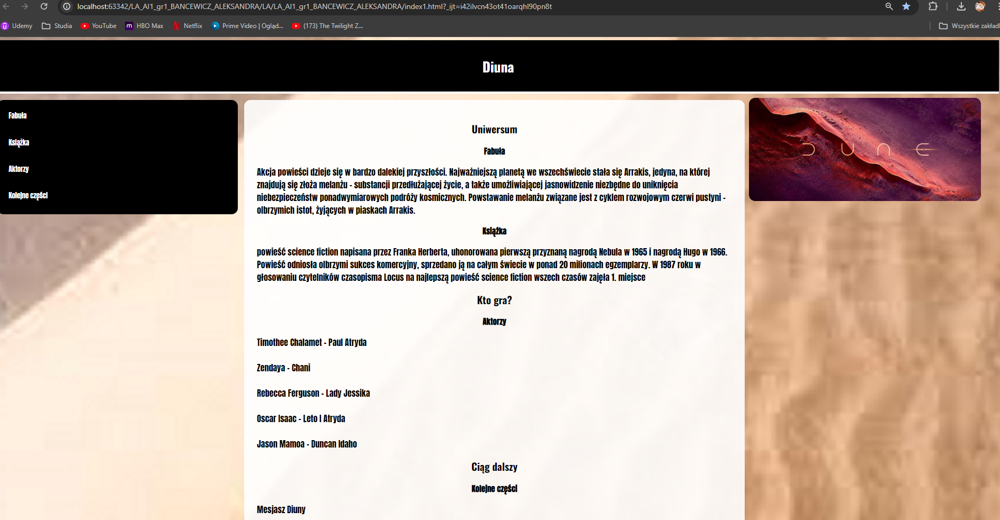 localhost:63342/LA_AI1_gr1_BANCEWICZ_ALEKSANDRA/LA/LA_AI1_gr1_BANCEWICZ_ALEKSANDRA/index1.html?_ijt=i42ilvcn43ot41oarqhl90pn8t
Udemy Studia YouTube HBO Max Netflix Prime Video | Ogląd... (173) The Twilight Z... Wszystkie zakład
Diuna
Fabuła
Książka
Aktorzy
Kolejne części
Uniwersum
Fabuła
Akcja powieści dzieje się w bardzo dalekiej przyszłości. Najważniejszą planetą we wszechświecie stała się Arrakis, jedyna, na której
znajdują się złoża melanżu - substancji przedłużającej życie, a także umożliwiającej jasnowidzenie niezbędne do uniknięcia
niebezpieczeństw ponadwymiarowych podróży kosmicznych. Powstawanie melanżu związane jest z cyklem rozwojowym czerwi pustyni -
olbrzymich istot, żyjących w piaskach Arrakis.
Książka
powieść science fiction napisana przez Franka Herberta, uhonorowana pierwszą przyznaną nagrodą Nebula w 1965 i nagrodą Hugo w 1966.
Powieść odniosła olbrzymi sukces komercyjny, sprzedano ją na całym świecie w ponad 20 milionach egzemplarzy. W 1987 roku w
głosowaniu czytelników czasopisma Locus na najlepszą powieść science fiction wszech czasów zajęła 1. miejsce
Kto gra?
Aktorzy
Timothee Chalamet - Paul Atryda
Zendaya - Chani
Rebecca Ferguson - Lady Jessika
Oscar Isaac - Leto I Atryda
Jason Mamoa - Duncan Idaho
Ciąg dalszy
Kolejne części
Mesjasz Diuny
DUNE